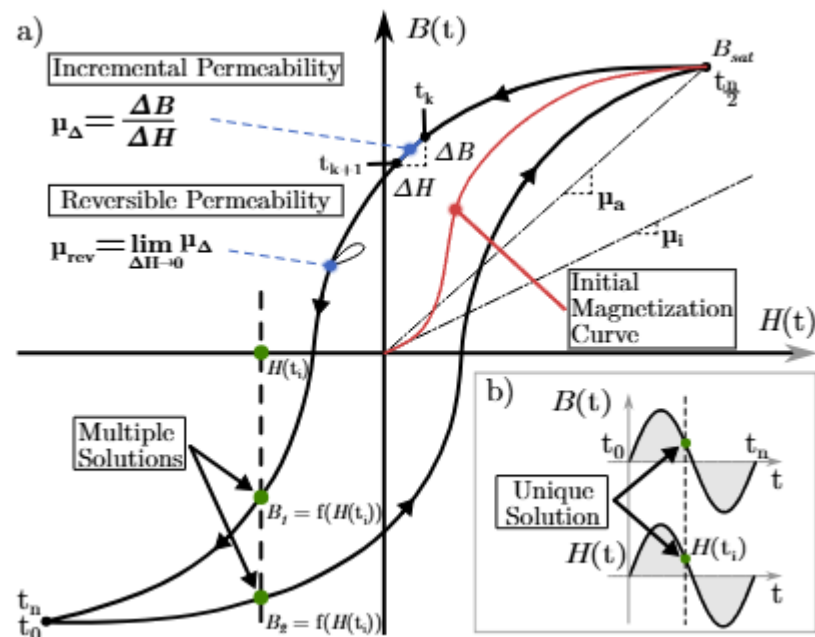 a)
B(t)
B_sat
t_n/2
Incremental Permeability
μ_Δ = ΔB/ΔH
t_k
t_{k+1}
ΔB
ΔH
Reversible Permeability
μ_rev = lim_{ΔH→0} μ_Δ
μ_a
μ_i
Initial
Magnetization
Curve
H(t)
H(t_i)
Multiple
Solutions
B_1 = f(H(t_i))
B_2 = f(H(t_i))
t_n
t_0
b)
B(t)
t_0
t_n
t
Unique
Solution
H(t)
H(t_i)
t